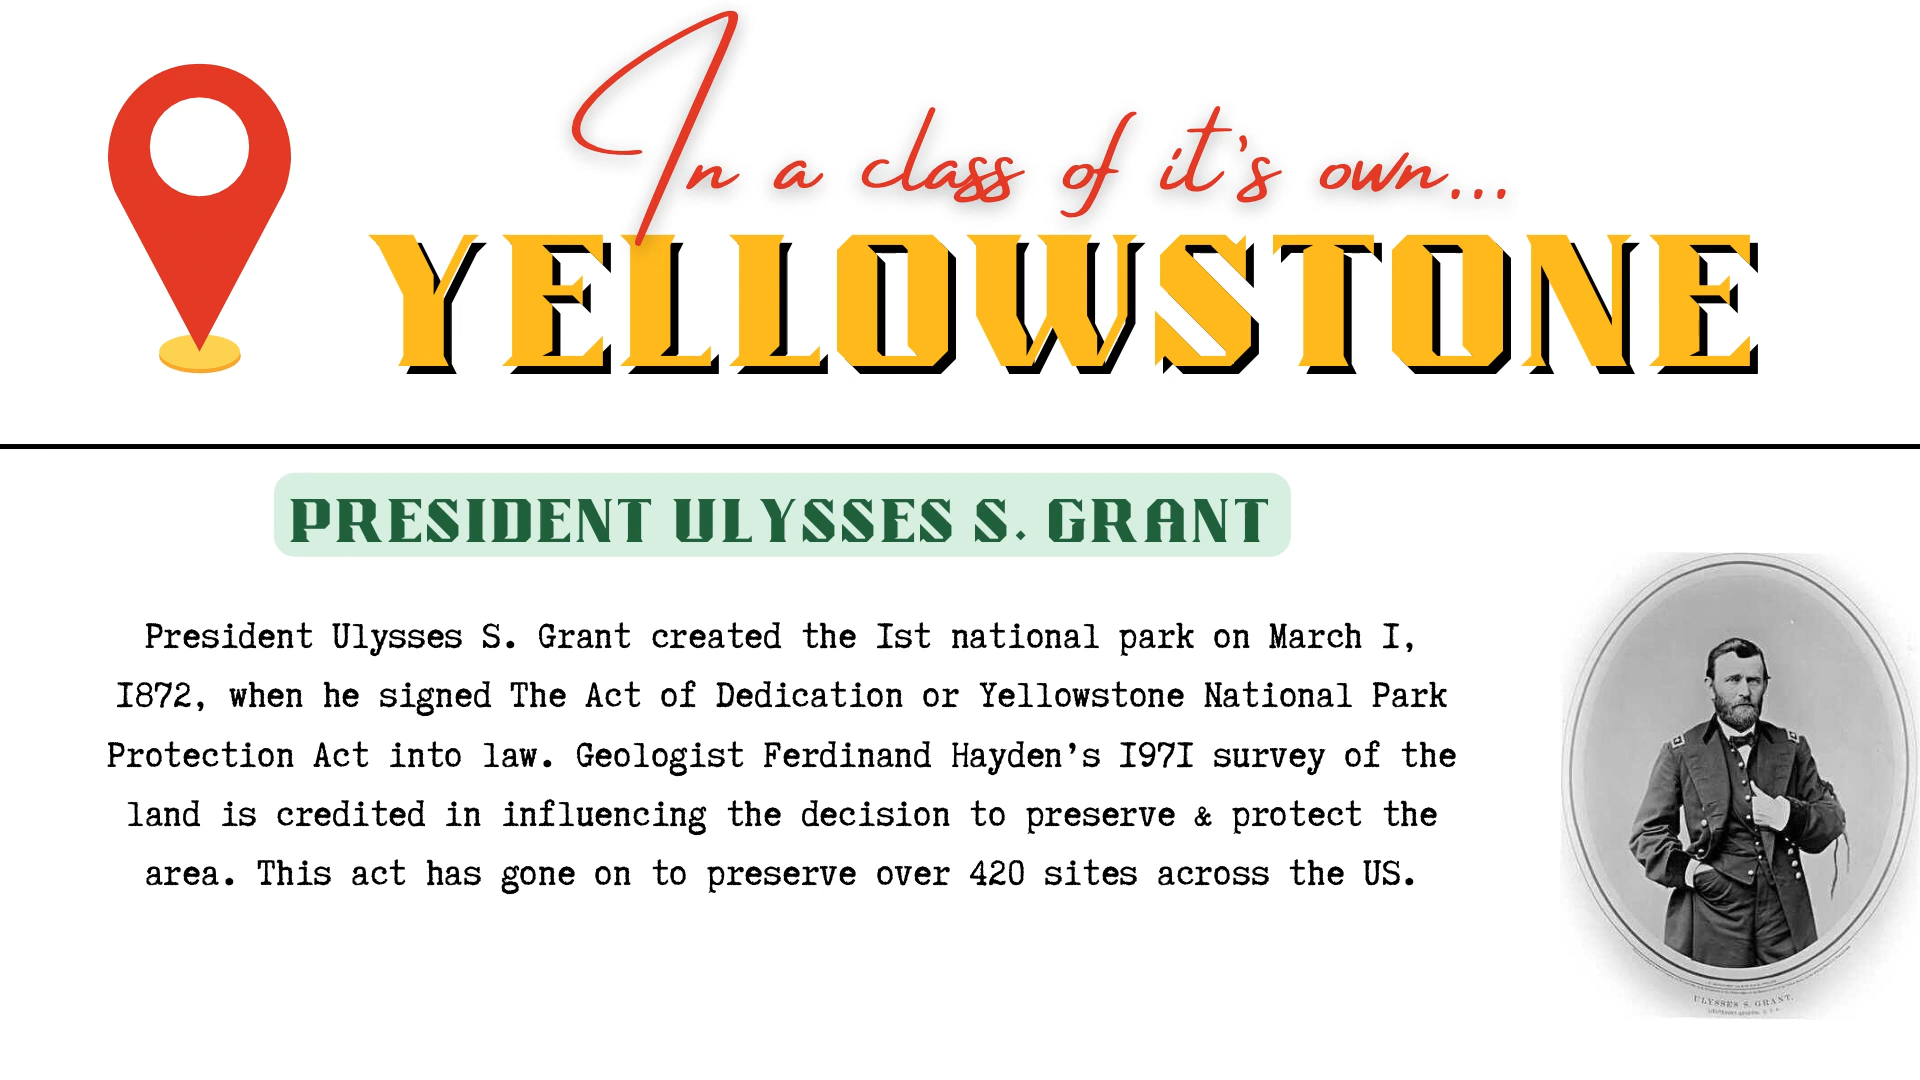 In a class of it's own...
YELLOWSTONE
PRESIDENT ULYSSES S. GRANT
President Ulysses S. Grant created the Ist national park on March I,
I872, when he signed The Act of Dedication or Yellowstone National Park
Protection Act into law. Geologist Ferdinand Hayden's I97I survey of the
land is credited in influencing the decision to preserve & protect the
area. This act has gone on to preserve over 420 sites across the US.
ULYSSES S. GRANT.